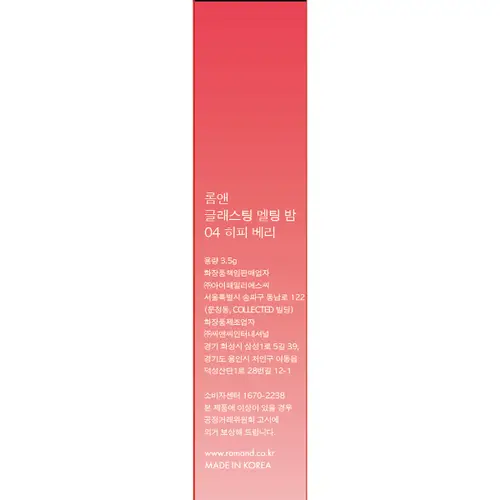 롬앤
글래스팅 멜팅 밤
04 히피 베리
용량 3.5g
화장품책임판매업자
㈜아이패밀리에스씨
서울특별시 송파구 동남로 122
(문정동, COLLECTED 빌딩)
화장품제조업자
㈜씨앤씨인터내셔널
경기 화성시 삼성1로 5길 39,
경기도 용인시 처인구 이동읍
덕성산단1로 28번길 12-1
소비자센터 1670-2238
본 제품에 이상이 있을 경우
공정거래위원회 고시에
의거 보상해 드립니다.
www.romand.co.kr
MADE IN KOREA